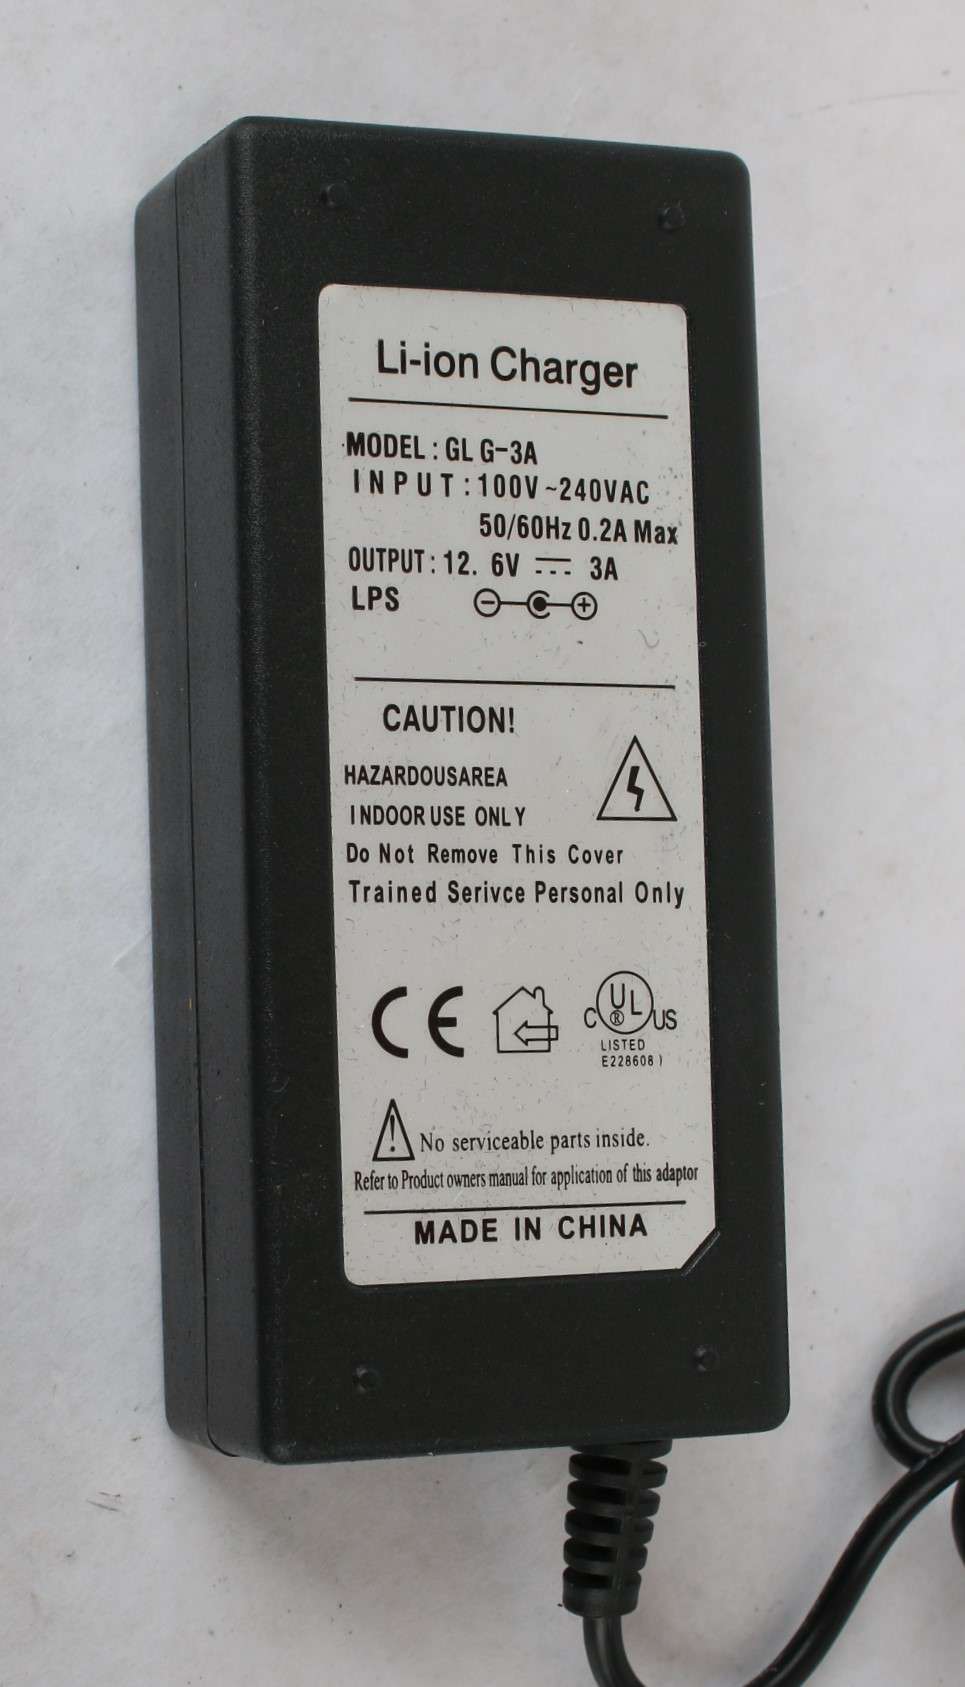 Li-ion Charger
MODEL : GL G-3A
INPUT : 100V ~240VAC
50/60Hz 0.2A Max
OUTPUT : 12. 6V ⎓ 3A
LPS
CAUTION!
HAZARDOUSAREA
INDOOR USE ONLY
Do Not Remove This Cover
Trained Serivce Personal Only
CE
C UL ® US
LISTED
E228608 )
No serviceable parts inside.
Refer to Product owners manual for application of this adaptor
MADE IN CHINA